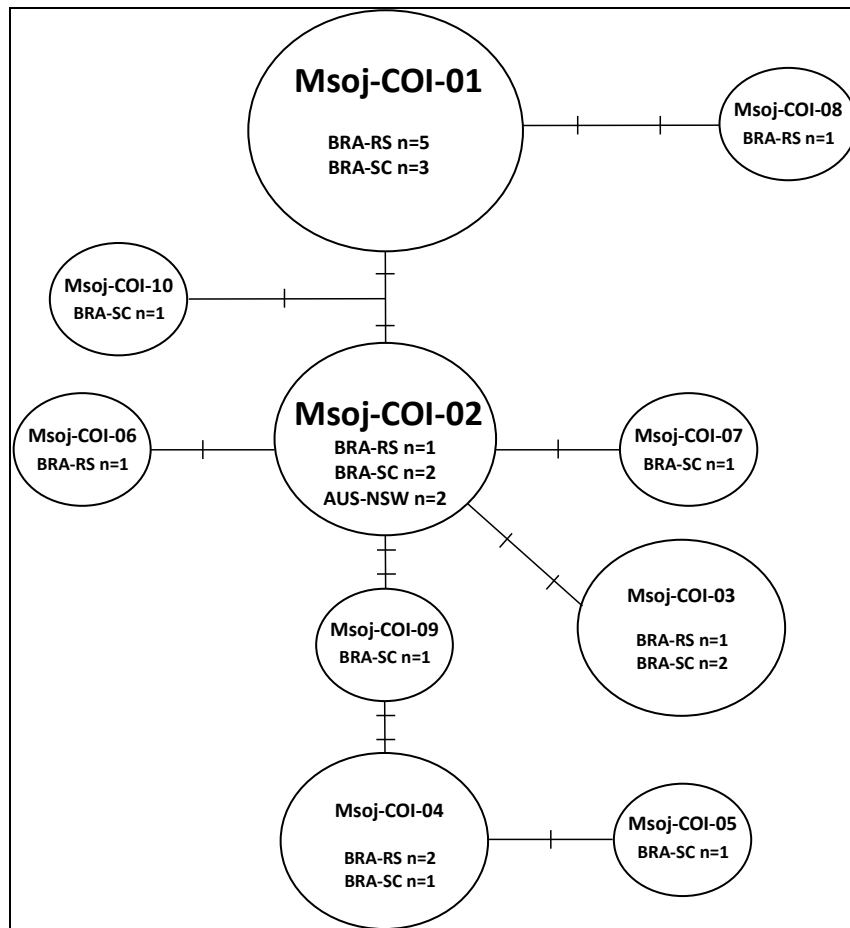 Msoj-COI-01
BRA-RS n=5
BRA-SC n=3
Msoj-COI-08
BRA-RS n=1
Msoj-COI-10
BRA-SC n=1
Msoj-COI-06
BRA-RS n=1
Msoj-COI-02
BRA-RS n=1
BRA-SC n=2
AUS-NSW n=2
Msoj-COI-07
BRA-SC n=1
Msoj-COI-09
BRA-SC n=1
Msoj-COI-03
BRA-RS n=1
BRA-SC n=2
Msoj-COI-04
BRA-RS n=2
BRA-SC n=1
Msoj-COI-05
BRA-SC n=1